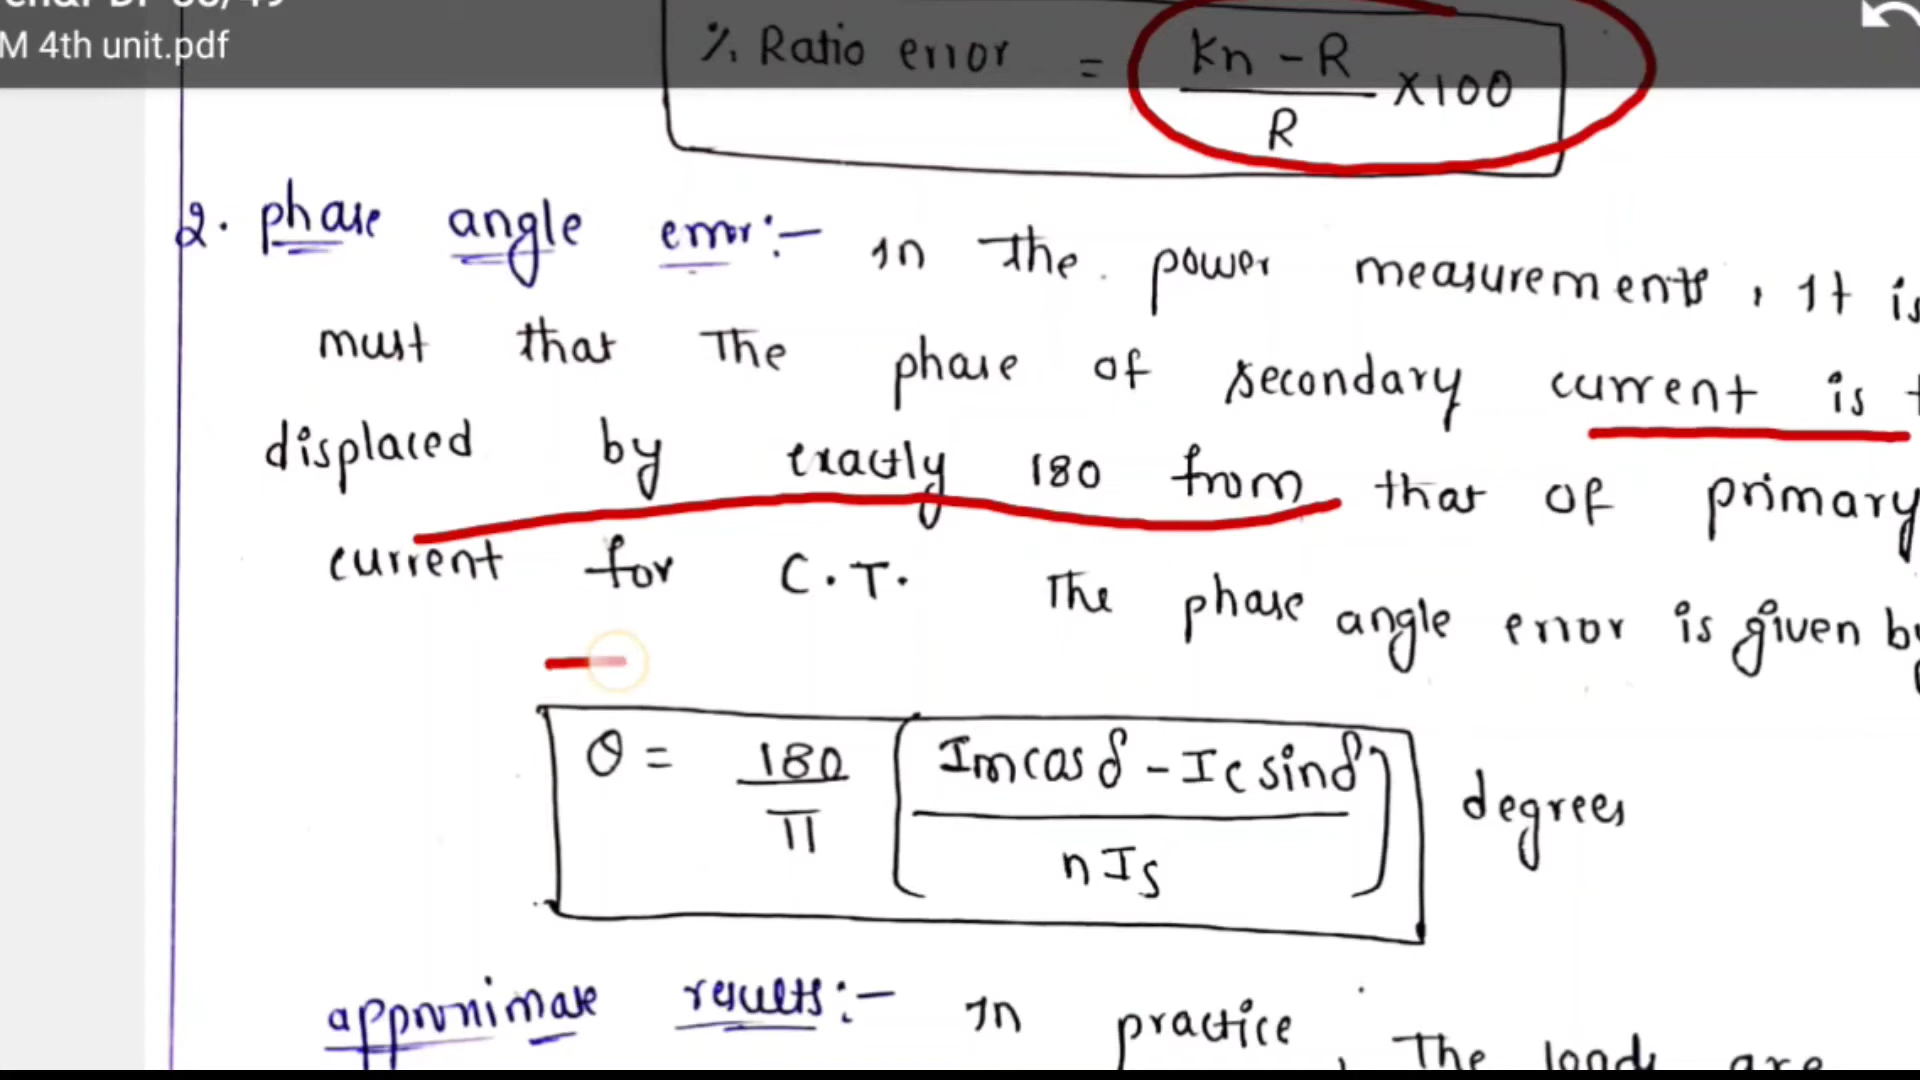 M 4th unit.pdf
% Ratio error = Kn - R / R × 100
2. phase angle error:- In the power measurements, It is
must that the phase of secondary current is
displaced by exactly 180 from that of primary
current for C.T. The phase angle error is given by
θ = 180/π (Im cos δ - Ic sin δ / n Is) degrees
approximate results:- In practice, The loads are